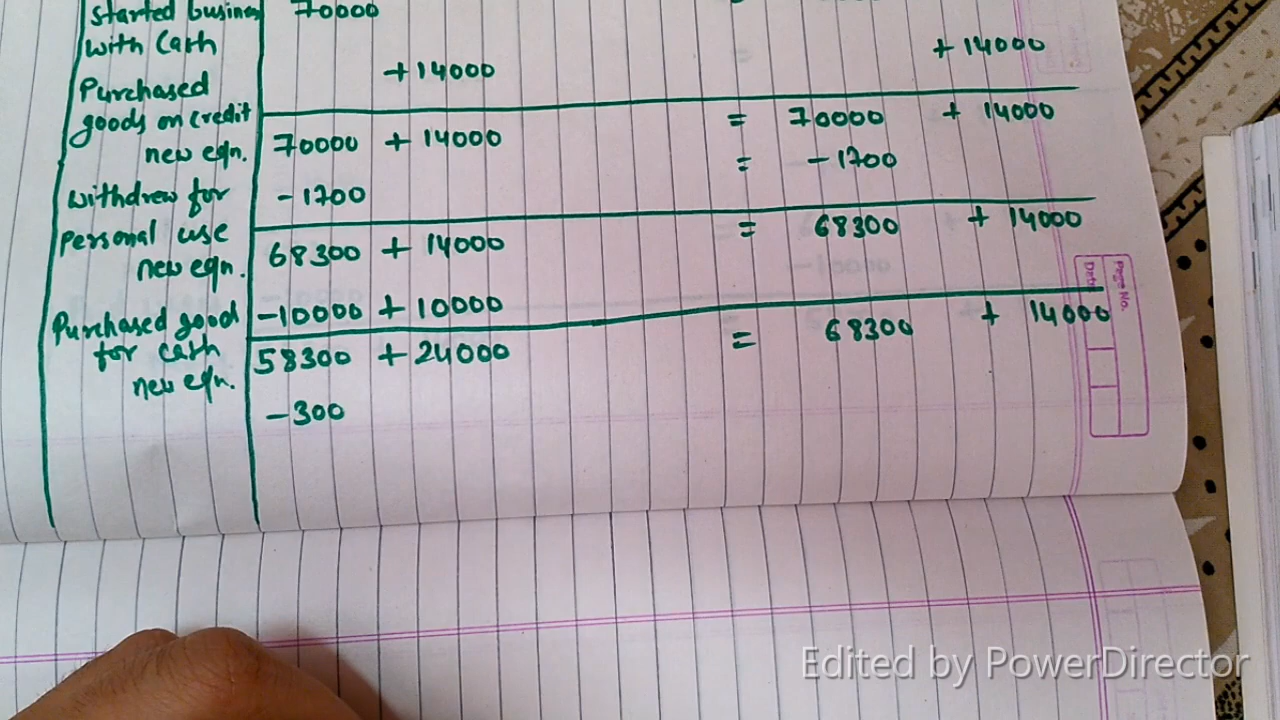 started business 70000
with Cash
+ 14000
+ 14000
Purchased
goods on credit
new eqn. 70000 + 14000 = 70000 + 14000
withdrew for - 1700 = - 1700
Personal use
new eqn. 68300 + 14000 = 68300 + 14000
Purchased good -10000 + 10000
for cash 58300 + 24000 = 68300 + 14000
new eqn.
- 300
Page No.
Date
Edited by PowerDirector